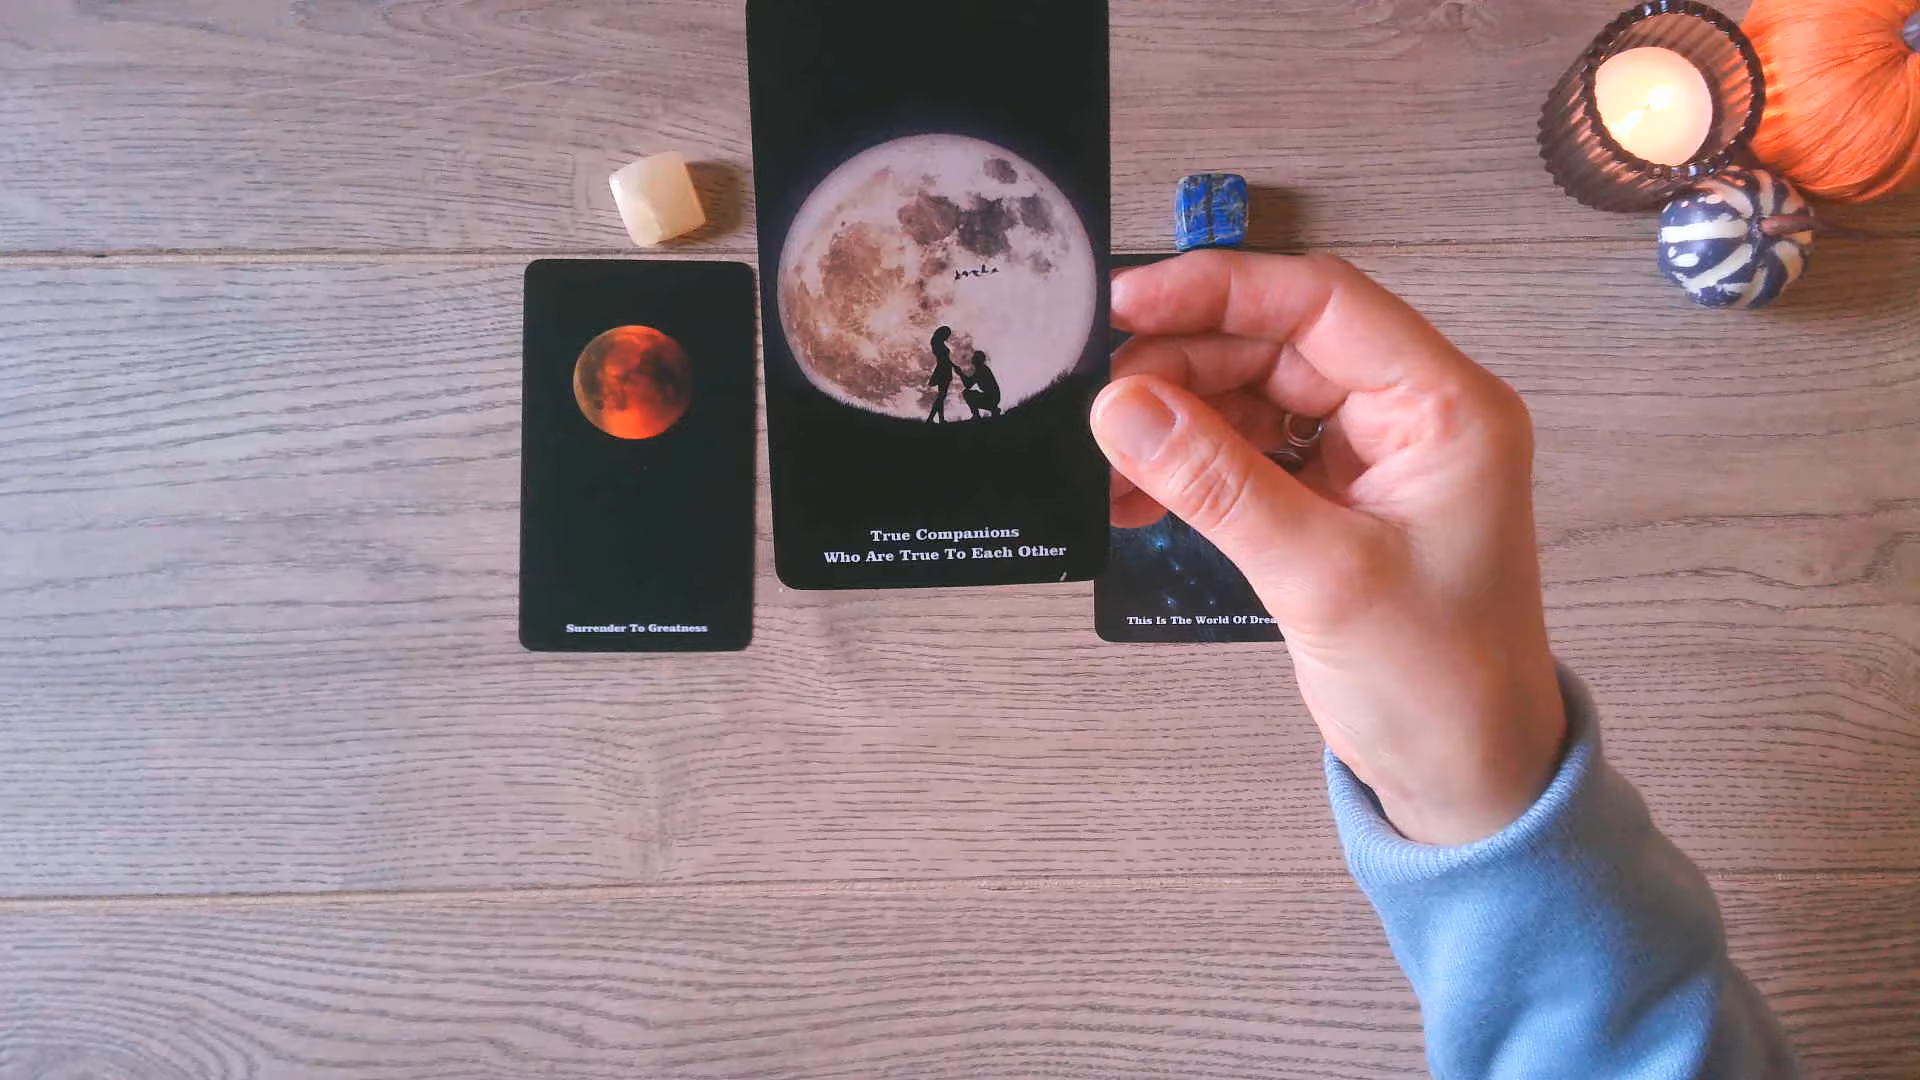 Surrender To Greatness
True Companions
Who Are True To Each Other
This Is The World Of